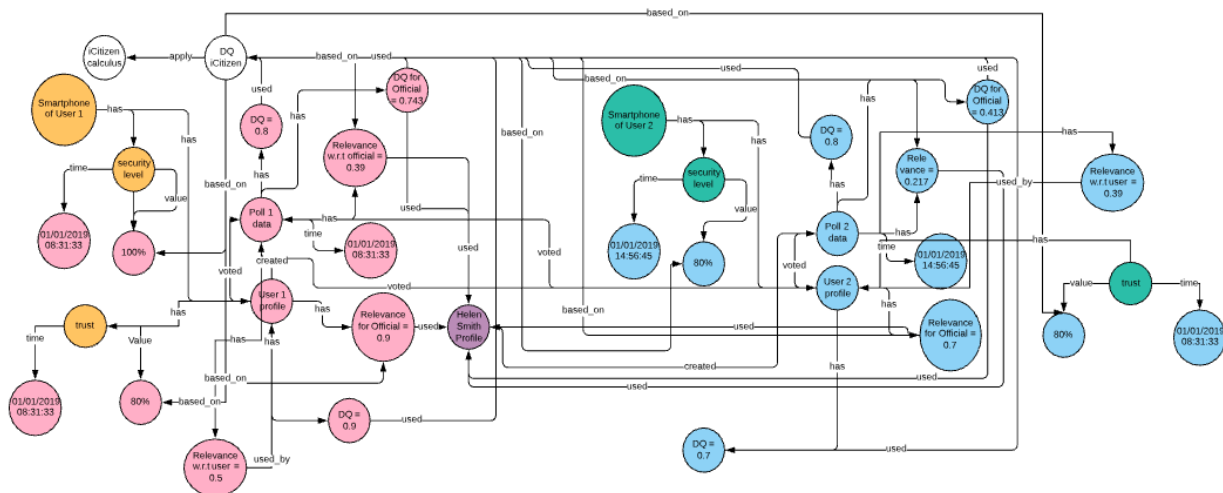 based_on
iCitizen
calculus
apply
DQ
iCitizen
based_on
used
used
DQ for
Official
= 0.743
used
based_on
used
DQ for
Official
= 0.413
Smartphone
of User 1
has
used
DQ =
0.8
has
has
Relevance
w.r.t official =
0.39
based_on
Smartphone
of User 2
has
DQ =
0.8
has
Rele
vance =
0.217
has
Relevance
w.r.t user =
0.39
used_by
security
level
time
value
based_on
has
used
security
level
time
value
has
01/01/2019
08:31:33
100%
Poll 1
data
has
time
01/01/2019
08:31:33
used
01/01/2019
14:56:45
80%
Poll 2
data
has
time
01/01/2019
14:56:45
has
voted
created
voted
voted
voted
User 1
profile
has
has
User 2
profile
has
trust
value
time
trust
time
Value
Relevance
for Official =
0.9
used
Helen
Smith
Profile
based_on
used
Relevance
for Official =
0.7
80%
01/01/2019
08:31:33
has
has
created
has
used
used
01/01/2019
08:31:33
80%
based_on
based_on
DQ =
0.9
used
Relevance
w.r.t user =
0.5
used_by
DQ =
0.7
used